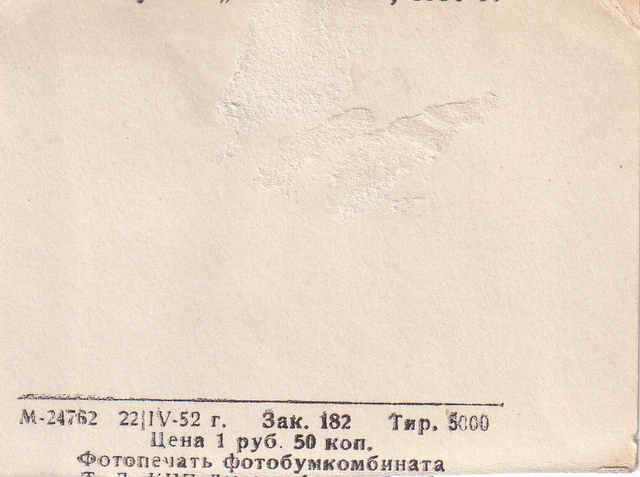 М-24762 22/IV-52 г. Зак. 182 Тир. 5000
Цена 1 руб. 50 коп.
Фотопечать фотобумкомбината